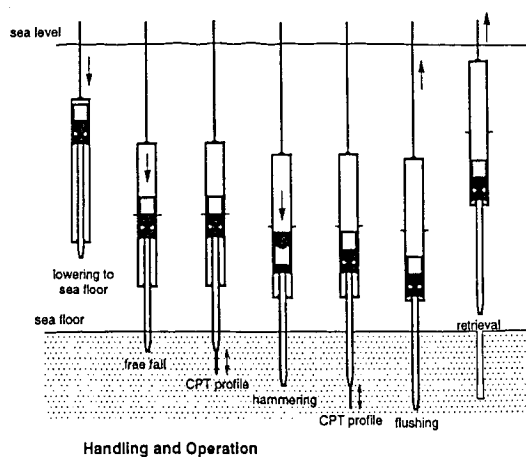 sea level
lowering to
sea floor
sea floor
free fall
CPT profile
hammering
CPT profile
flushing
retrieval
Handling and Operation